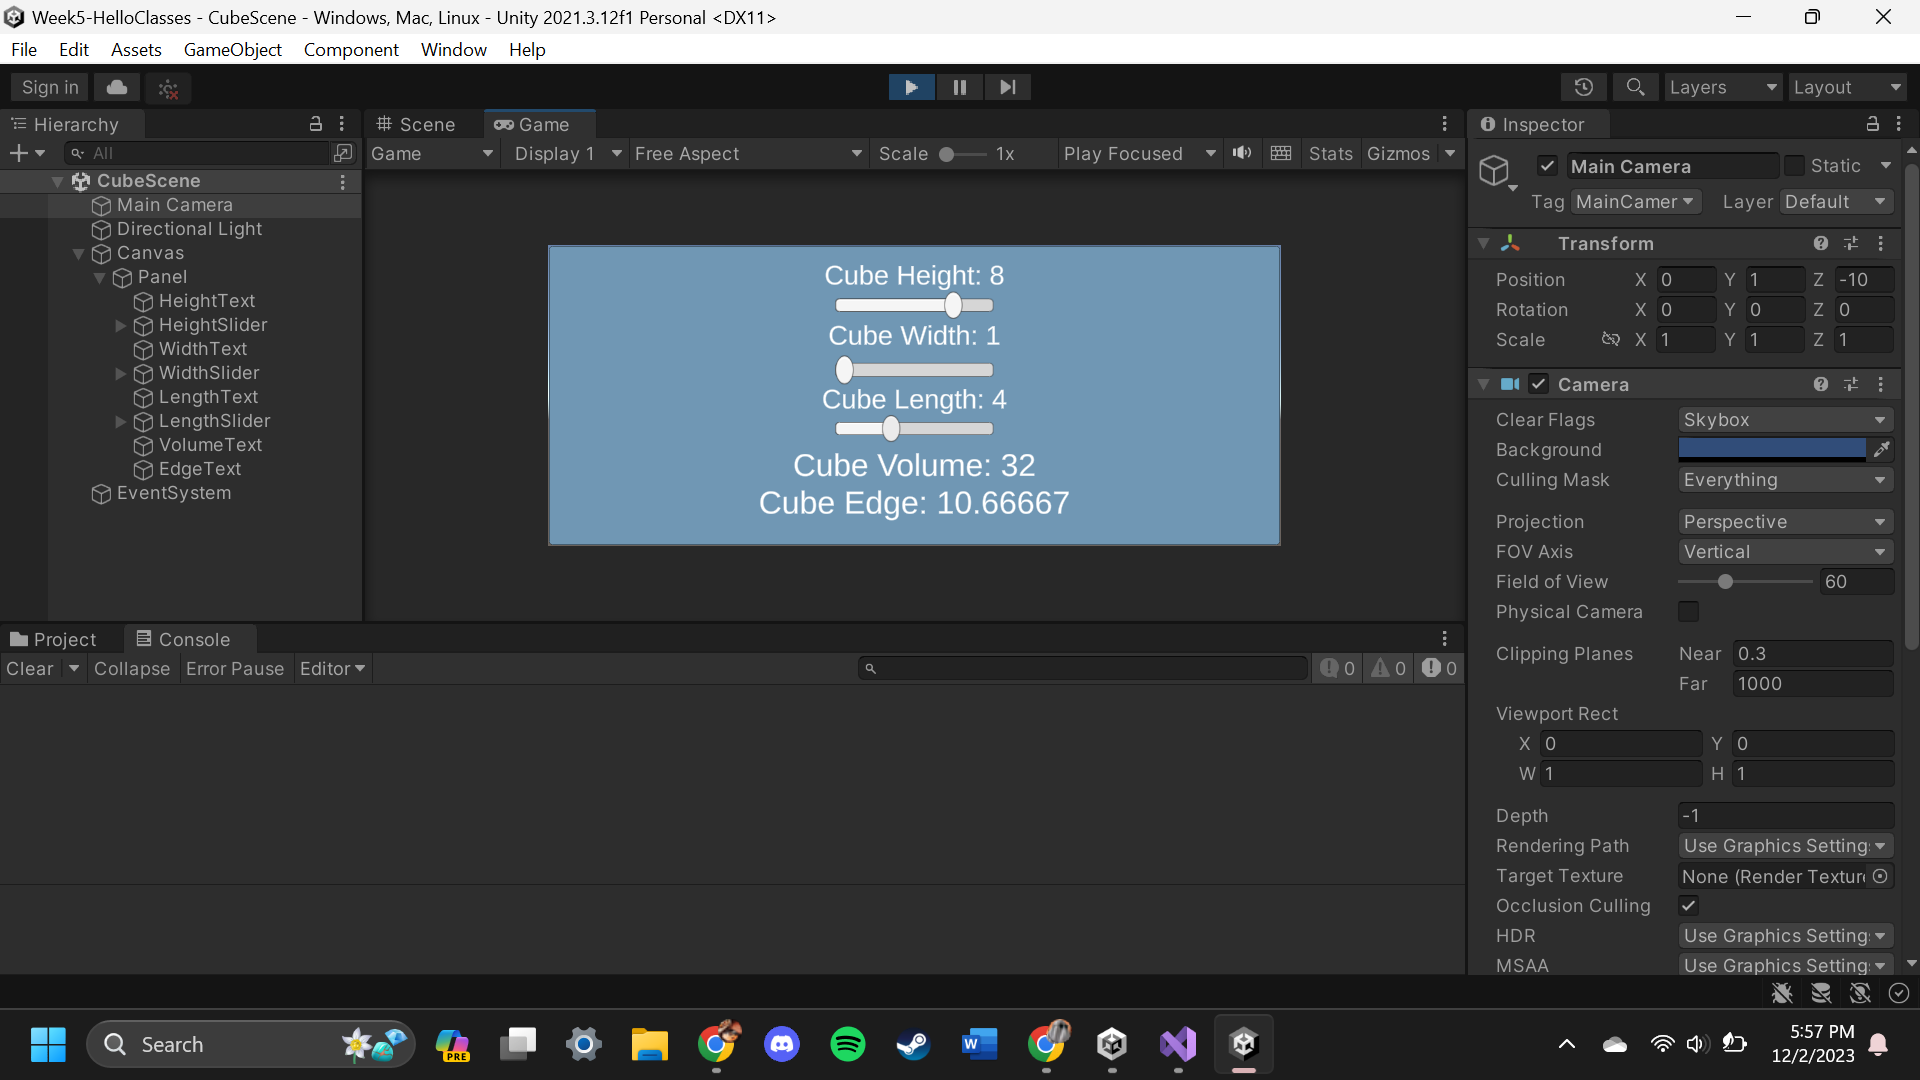 Week5-HelloClasses - CubeScene - Windows, Mac, Linux - Unity 2021.3.12f1 Personal <DX11>
File Edit Assets GameObject Component Window Help
Sign in
Layers
Layout
Hierarchy
All
CubeScene
Main Camera
Directional Light
Canvas
Panel
HeightText
HeightSlider
WidthText
WidthSlider
LengthText
LengthSlider
VolumeText
EdgeText
EventSystem
Scene Game
Game Display 1 Free Aspect Scale 1x Play Focused Stats Gizmos
Cube Height: 8
Cube Width: 1
Cube Length: 4
Cube Volume: 32
Cube Edge: 10.66667
Project Console
Clear Collapse Error Pause Editor
0 0 0
Inspector
Main Camera Static
Tag MainCamer Layer Default
Transform
Position X 0 Y 1 Z -10
Rotation X 0 Y 0 Z 0
Scale X 1 Y 1 Z 1
Camera
Clear Flags Skybox
Background
Culling Mask Everything
Projection Perspective
FOV Axis Vertical
Field of View 60
Physical Camera
Clipping Planes Near 0.3
Far 1000
Viewport Rect
X 0 Y 0
W 1 H 1
Depth -1
Rendering Path Use Graphics Setting
Target Texture None (Render Texture
Occlusion Culling
HDR Use Graphics Setting
MSAA Use Graphics Setting
Search
PRE
W
5:57 PM
12/2/2023